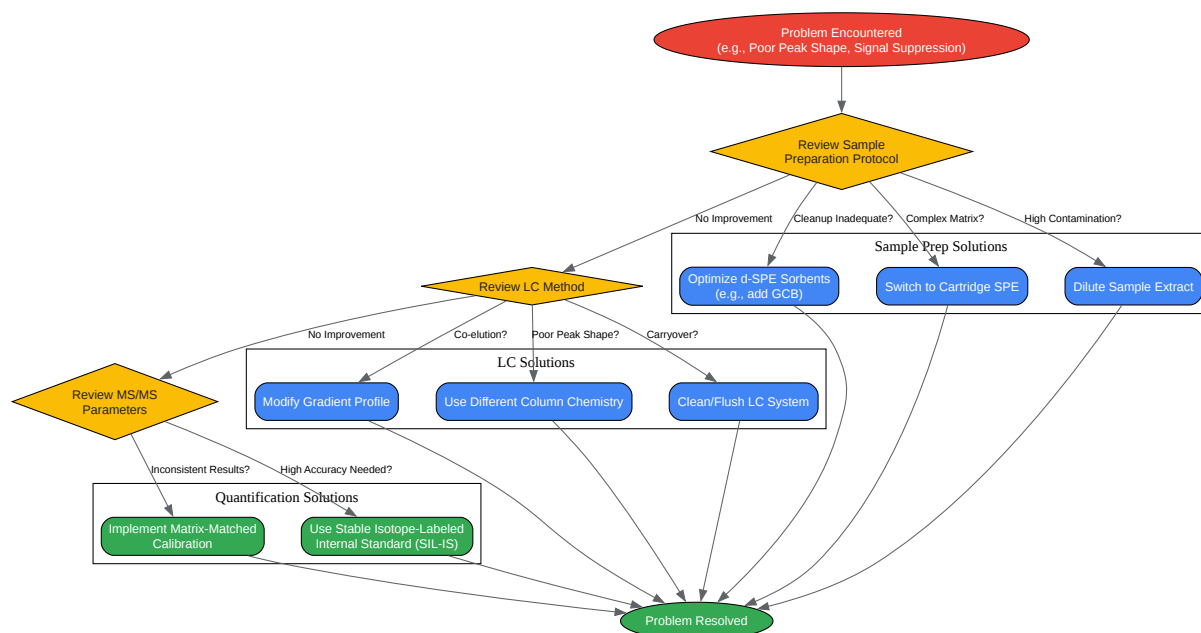 Problem Encountered
(e.g., Poor Peak Shape, Signal Suppression)
Review Sample
Preparation Protocol
No Improvement
Cleanup Inadequate?
Complex Matrix?
High Contamination?
Sample Prep Solutions
Optimize d-SPE Sorbents
(e.g., add GCB)
Switch to Cartridge SPE
Dilute Sample Extract
Review LC Method
No Improvement
Co-elution?
Poor Peak Shape?
Carryover?
LC Solutions
Modify Gradient Profile
Use Different Column Chemistry
Clean/Flush LC System
Review MS/MS
Parameters
Inconsistent Results?
High Accuracy Needed?
Quantification Solutions
Implement Matrix-Matched
Calibration
Use Stable Isotope-Labeled
Internal Standard (SIL-IS)
Problem Resolved